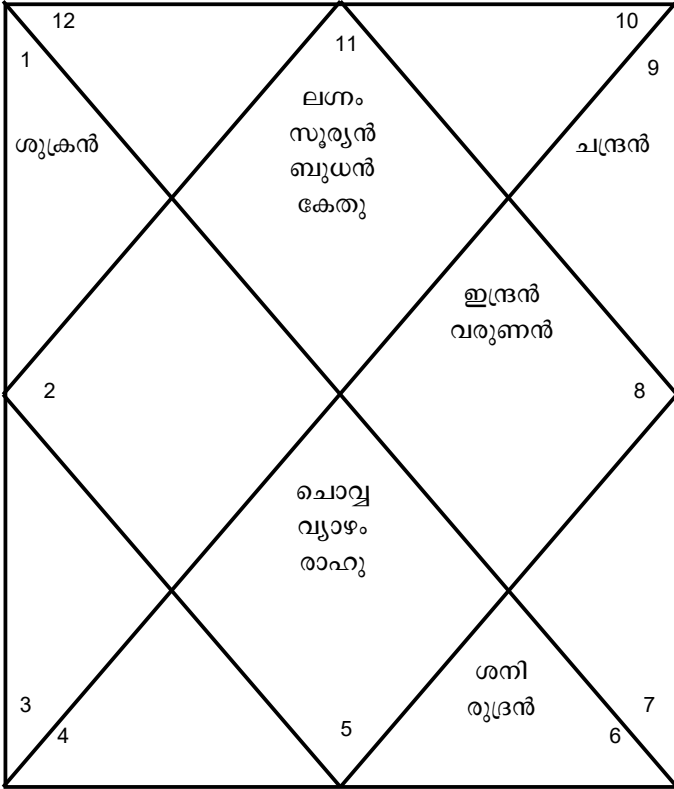 12
11
10
1
9
ലഗ്നം
സൂര്യൻ
ബുധൻ
കേതു
ശുക്രൻ
ചന്ദ്രൻ
ഇന്ദ്രൻ
വരുണൻ
2
8
ചൊവ്വ
വ്യാഴം
രാഹു
ശനി
രുദ്രൻ
3
4
5
6
7